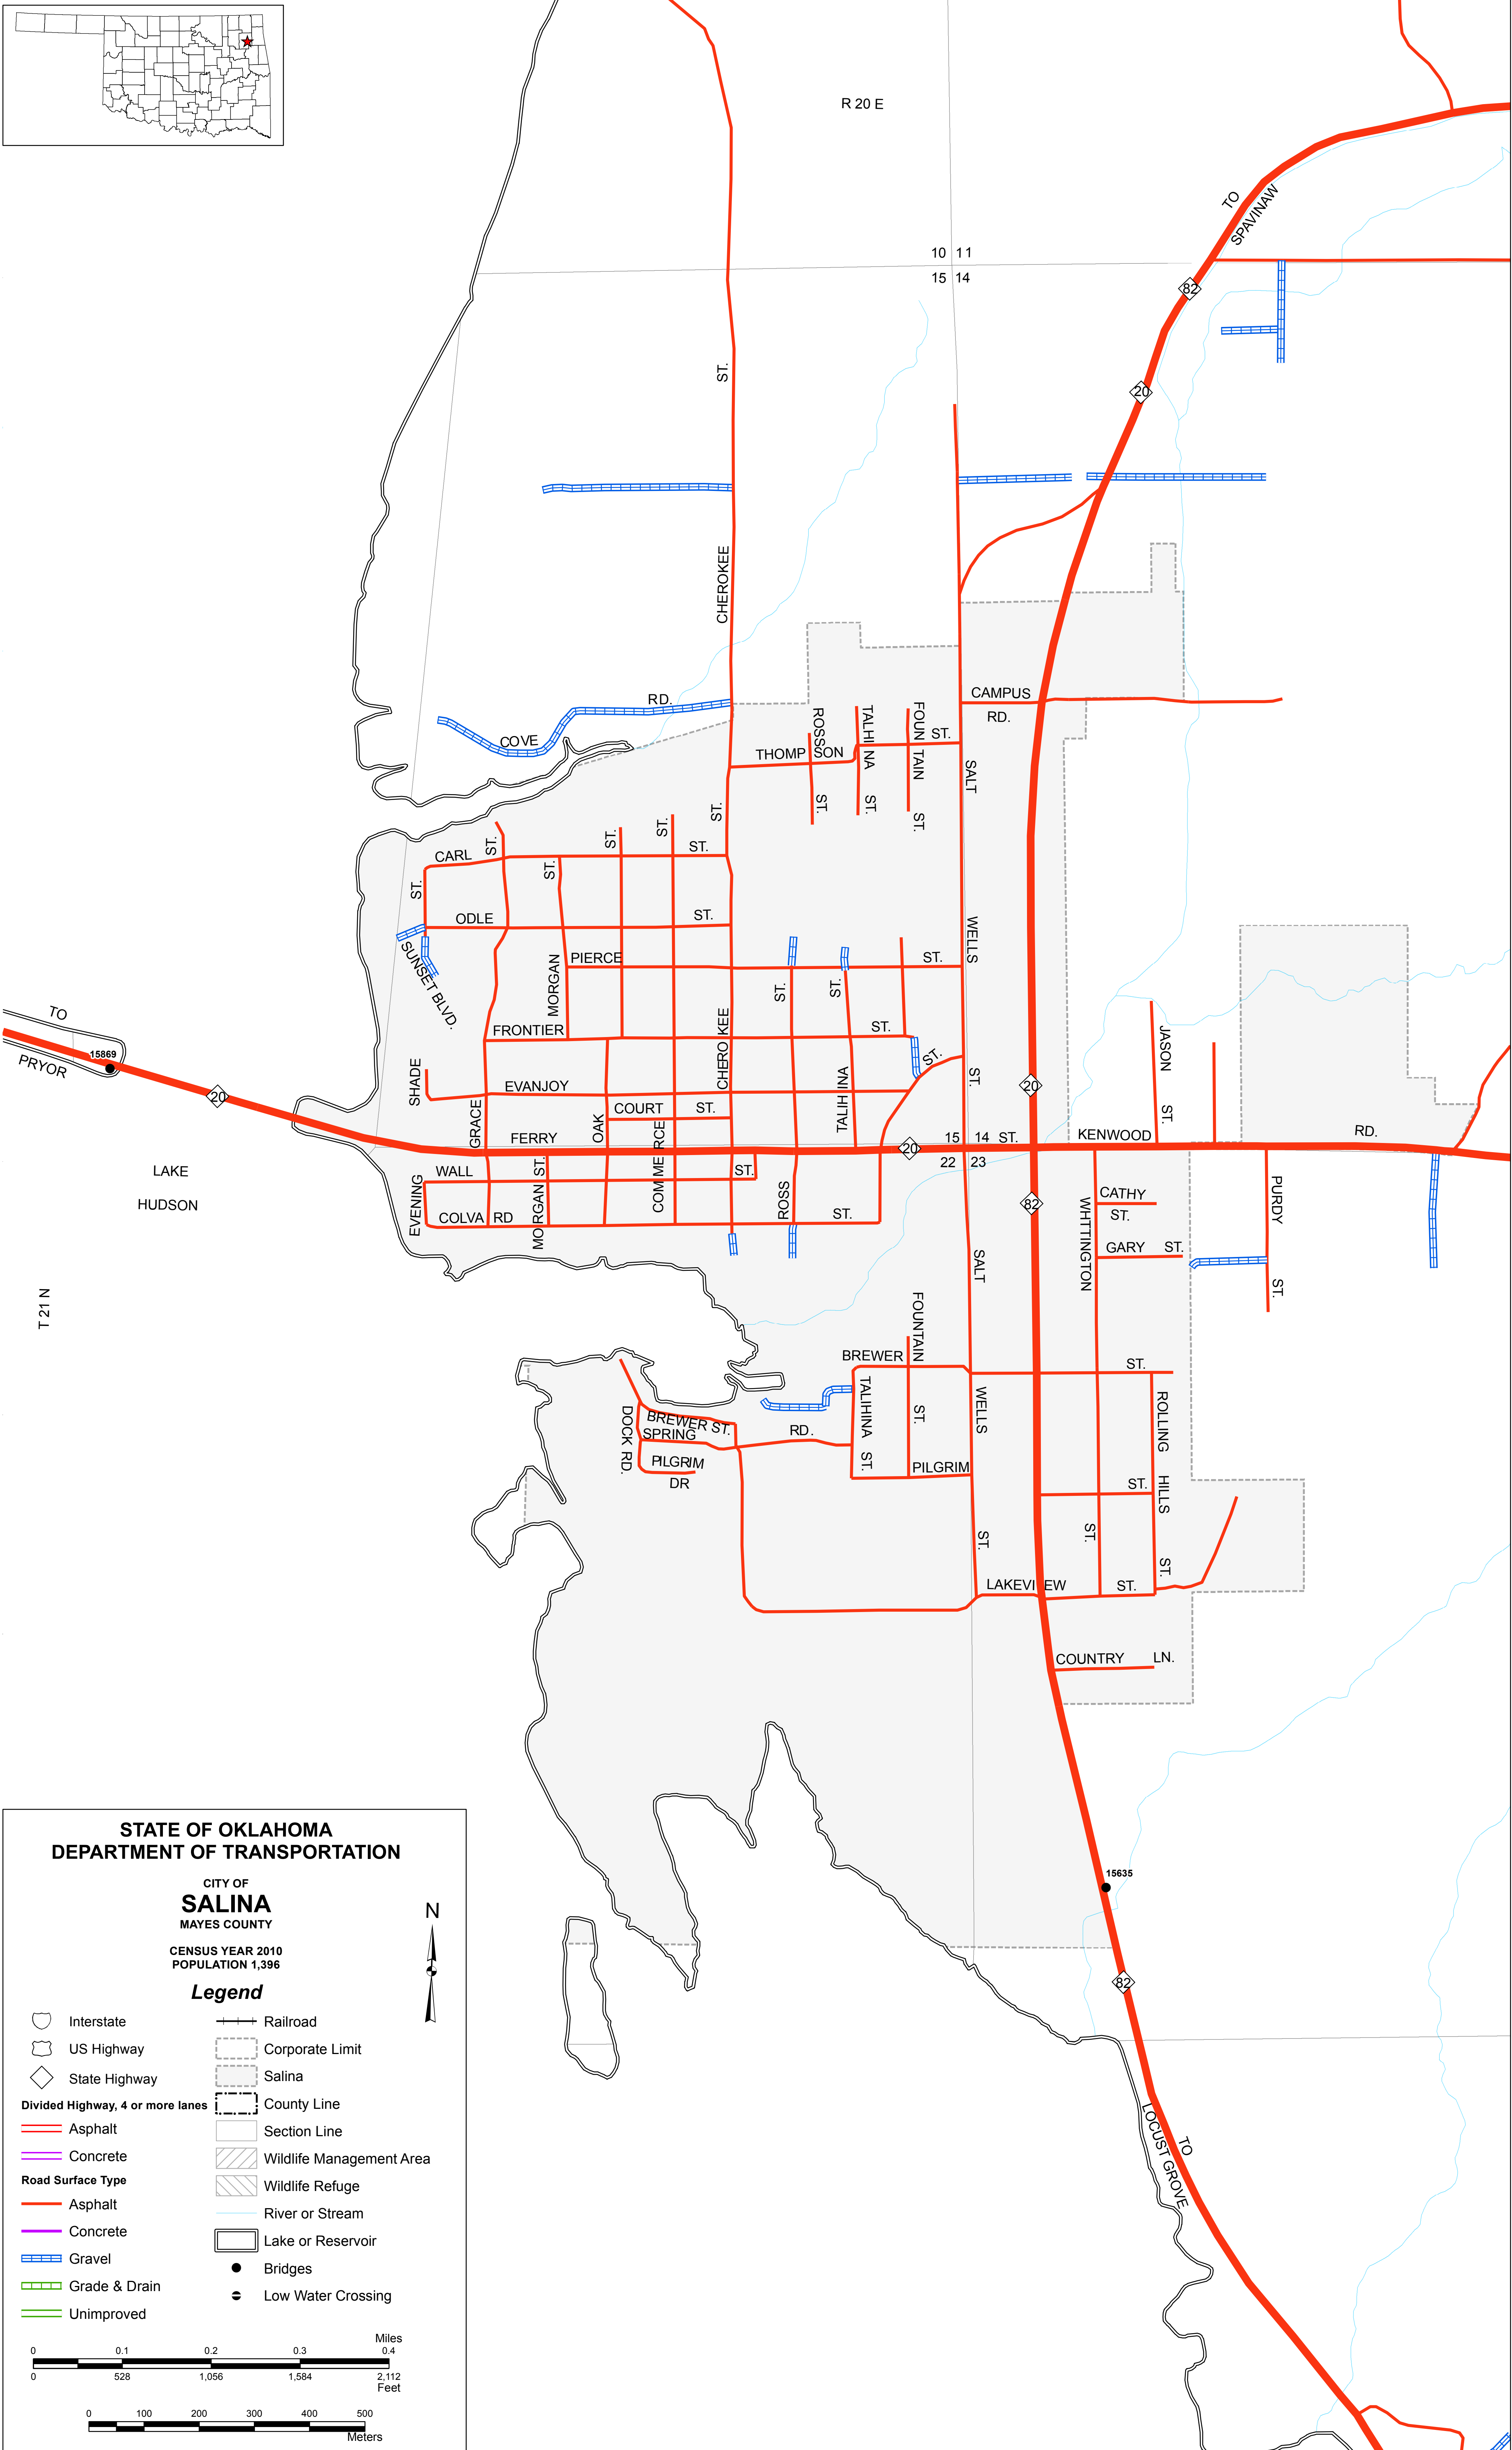 R 20 E
TO
SPAVINAW
10 11
15 14
82
ST.
20
CHEROKEE
RD.
COVE
CAMPUS
RD.
ROSS
TALHI NA
FOUN TAIN
ST.
THOMP SON
SALT
ST.
ST.
ST.
ST.
ST.
ST.
ST.
CARL
ST.
ST.
ST.
ST.
ODLE
ST.
WELLS
SUNSET BLVD.
MORGAN
PIERCE
ST.
ST.
ST.
TO
PRYOR
15869
20
FRONTIER
CHERO KEE
ST.
ST.
JASON
ST.
20
SHADE
EVANJOY
TALIH INA
ST.
GRACE
OAK
COURT
ST.
FERRY
COM ME RCE
20
15 14
22 23
ST.
KENWOOD
RD.
LAKE
HUDSON
WALL
ST.
EVENING
COLVA RD
MORGAN ST.
ROSS
ST.
82
WHTTINGTON
CATHY
ST.
GARY ST.
PURDY
ST.
SALT
T 21 N
FOUNTAIN
BREWER
ST.
TALIHINA
ST.
ST.
WELLS
ROLLING HILLS
DOCK RD.
BREWER ST.
SPRING
RD.
PILGRIM
DR
PILGRIM
ST.
ST.
ST.
ST.
LAKEVI EW
ST.
COUNTRY LN.
15635
82
TO
LOCUST GROVE
STATE OF OKLAHOMA
DEPARTMENT OF TRANSPORTATION
CITY OF
SALINA
MAYES COUNTY
CENSUS YEAR 2010
POPULATION 1,396
N
Legend
Interstate
US Highway
State Highway
Divided Highway, 4 or more lanes
Asphalt
Concrete
Road Surface Type
Asphalt
Concrete
Gravel
Grade & Drain
Unimproved
Railroad
Corporate Limit
Salina
County Line
Section Line
Wildlife Management Area
Wildlife Refuge
River or Stream
Lake or Reservoir
Bridges
Low Water Crossing
Miles
0 0.1 0.2 0.3 0.4
0 528 1,056 1,584 2,112
Feet
0 100 200 300 400 500
Meters